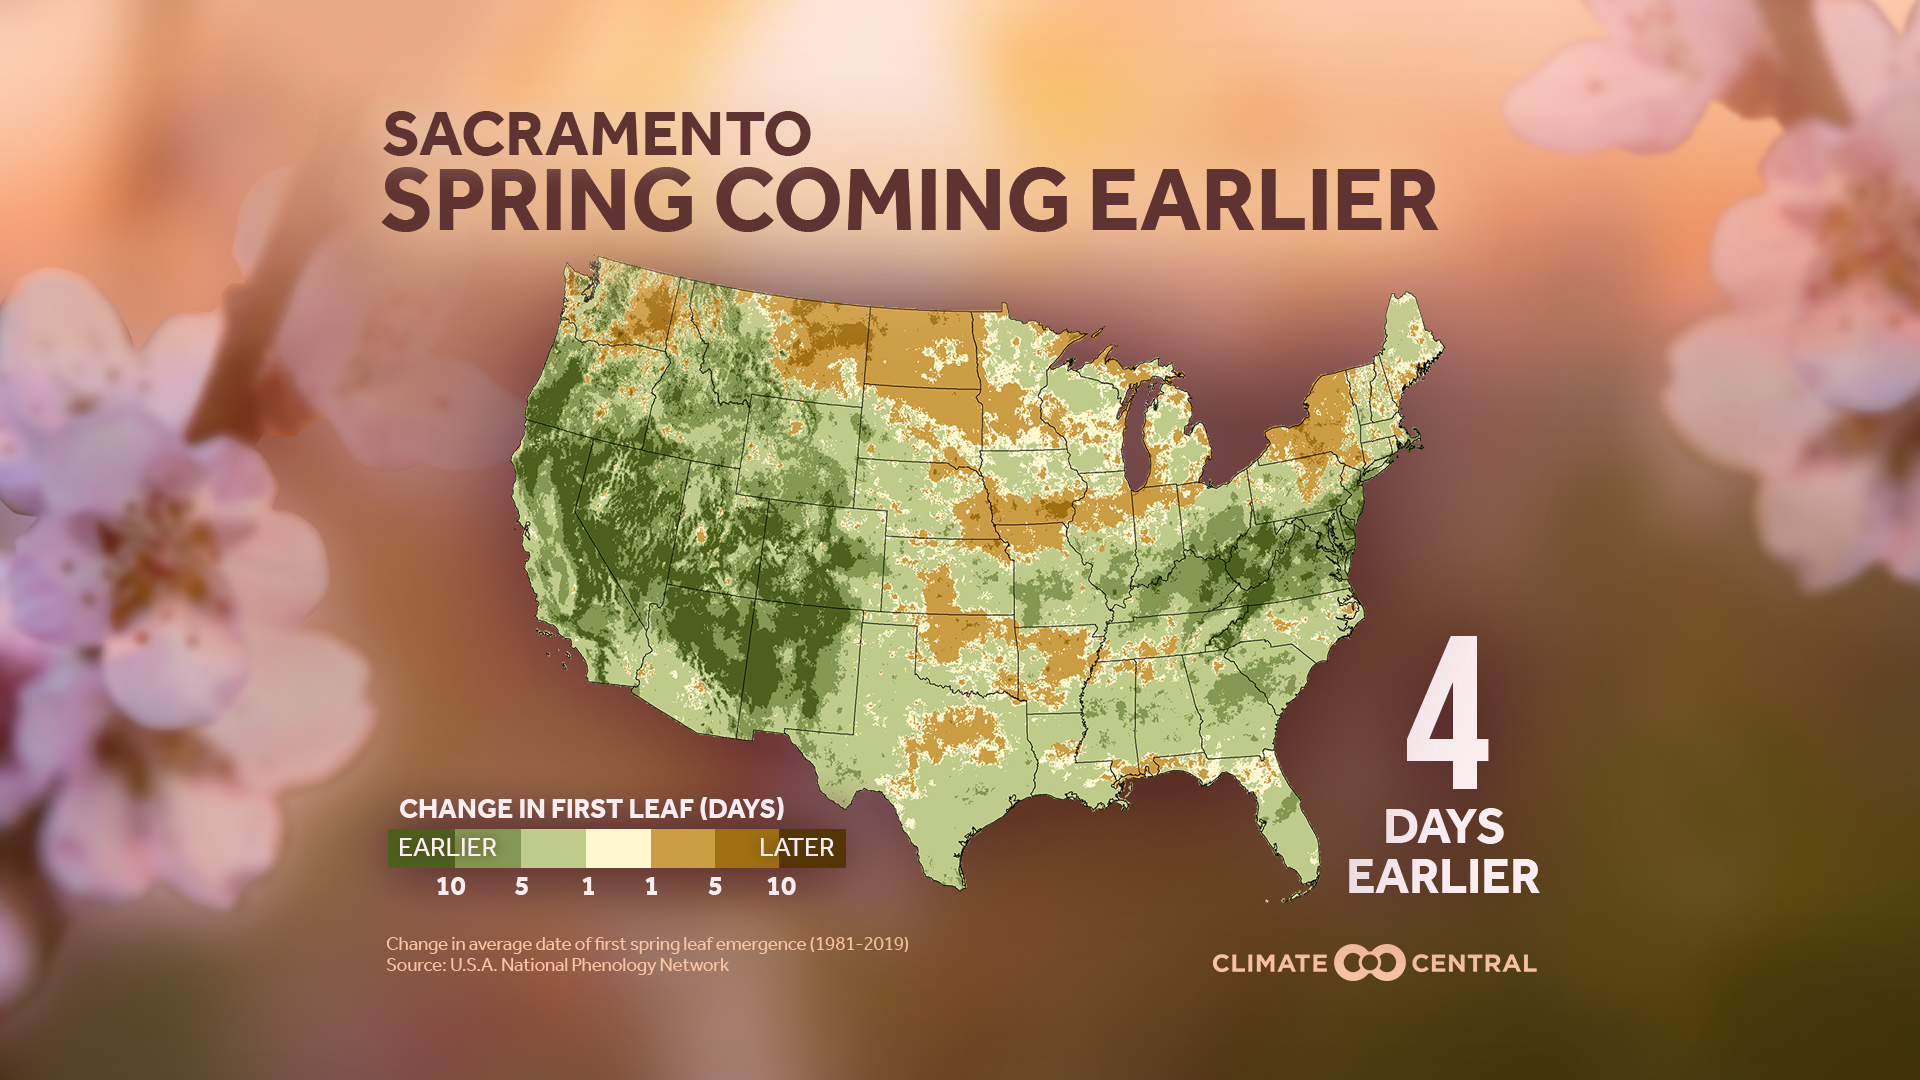 SACRAMENTO
SPRING COMING EARLIER
4
DAYS
EARLIER
CHANGE IN FIRST LEAF (DAYS)
EARLIER LATER
10 5 1 1 5 10
Change in average date of first spring leaf emergence (1981-2019)
Source: U.S.A. National Phenology Network
CLIMATE CENTRAL